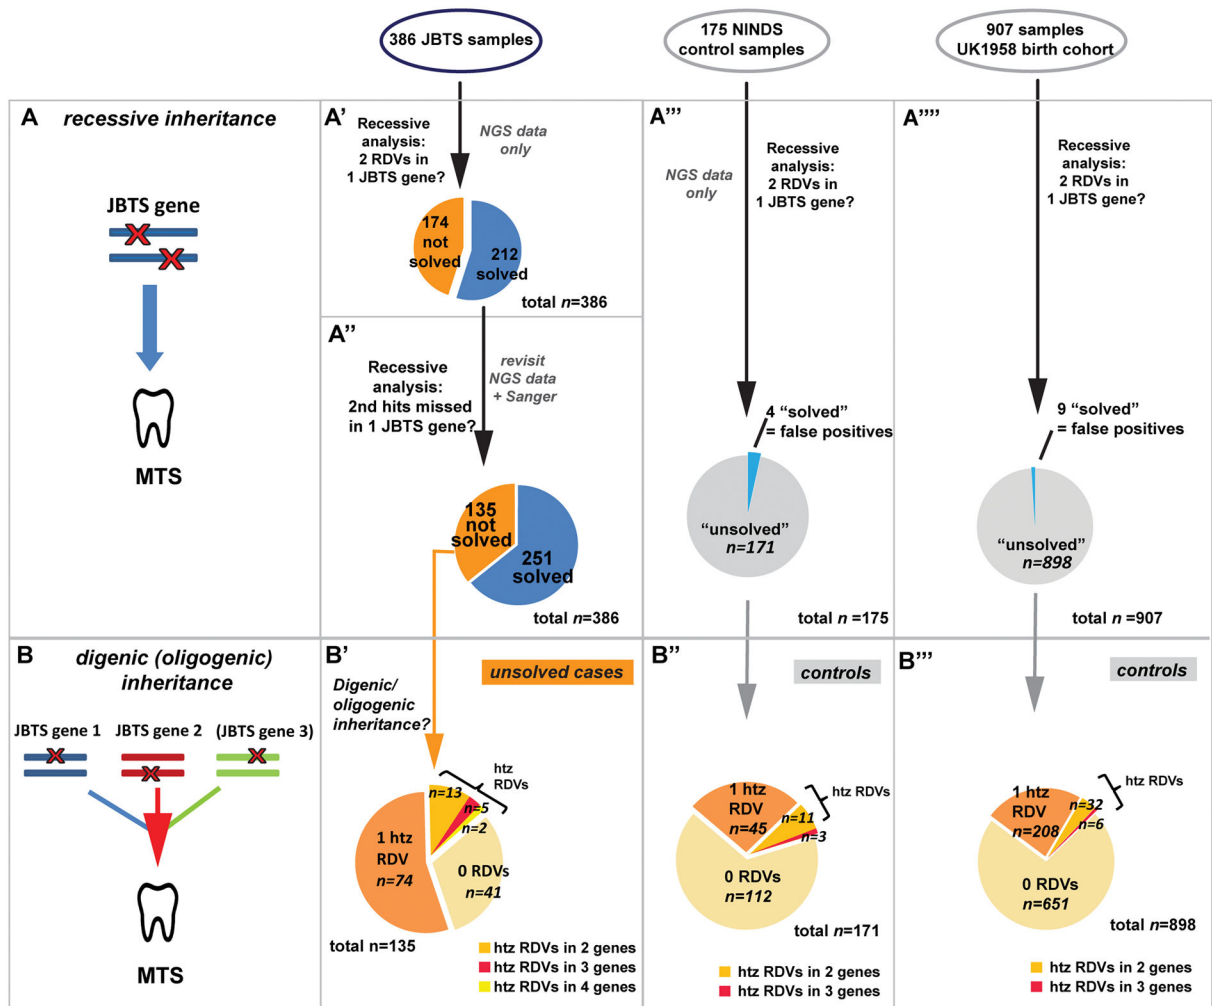 386 JBTS samples
175 NINDS
control samples
907 samples
UK1958 birth cohort
A
recessive inheritance
JBTS gene
MTS
A’
Recessive
analysis:
2 RDVs in
1 JBTS gene?
NGS data
only
174
not
solved
212
solved
total n=386
A’’
Recessive
analysis:
2nd hits missed
in 1 JBTS gene?
revisit
NGS data
+ Sanger
135
not
solved
251
solved
total n=386
A’’’
NGS data
only
Recessive
analysis:
2 RDVs in
1 JBTS gene?
4 “solved”
= false positives
“unsolved”
n=171
total n =175
A’’’’
Recessive
analysis:
2 RDVs in
1 JBTS gene?
9 “solved”
= false positives
“unsolved”
n=898
total n=907
B
digenic (oligogenic)
inheritance
JBTS gene 1
JBTS gene 2
(JBTS gene 3)
MTS
B’
unsolved cases
Digenic/
oligogenic
inheritance?
htz
RDVs
n=13
n=5
n=2
1 htz
RDV
n=74
0 RDVs
n=41
total n=135
htz RDVs in 2 genes
htz RDVs in 3 genes
htz RDVs in 4 genes
B’’
controls
1 htz
RDV
n=45
htz RDVs
n=11
n=3
0 RDVs
n=112
total n=171
htz RDVs in 2 genes
htz RDVs in 3 genes
B’’’
controls
1 htz
RDV
n=208
htz RDVs
n=32
n=6
0 RDVs
n=651
total n=898
htz RDVs in 2 genes
htz RDVs in 3 genes